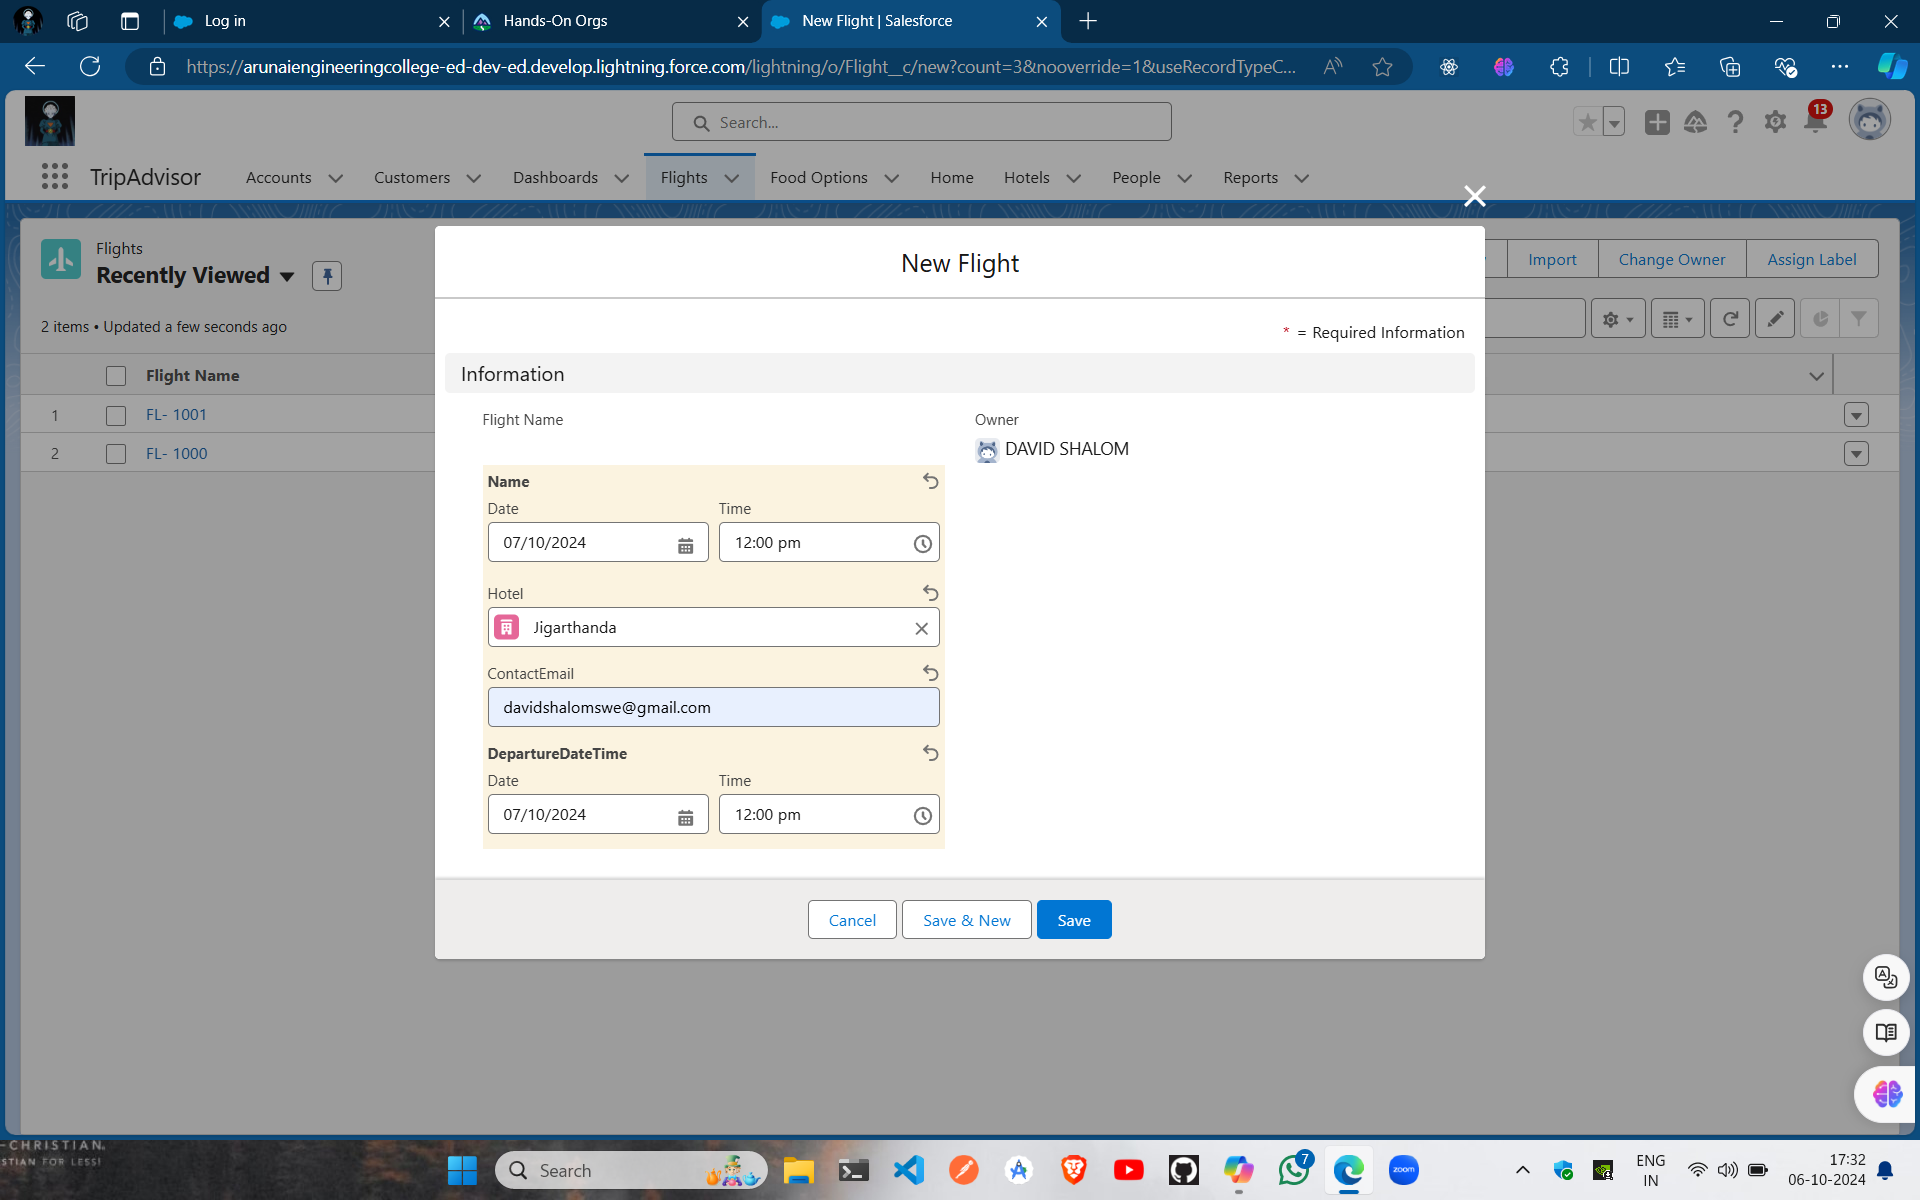 Log in
Hands-On Orgs
New Flight | Salesforce
https://arunaiengineeringcollege-ed-dev-ed.develop.lightning.force.com/lightning/o/Flight__c/new?count=3&nooverride=1&useRecordTypeC...
Search...
13
TripAdvisor
Accounts
Customers
Dashboards
Flights
Food Options
Home
Hotels
People
Reports
Flights
Recently Viewed
Import
Change Owner
Assign Label
2 items • Updated a few seconds ago
Flight Name
1 FL- 1001
2 FL- 1000
New Flight
* = Required Information
Information
Flight Name
Owner
DAVID SHALOM
Name
Date Time
07/10/2024 12:00 pm
Hotel
Jigarthanda
ContactEmail
davidshalomswe@gmail.com
DepartureDateTime
Date Time
07/10/2024 12:00 pm
Cancel
Save & New
Save
-CHRISTIAN.
STIAN FOR LESS!
Search
7
zoom
ENG
IN
17:32
06-10-2024